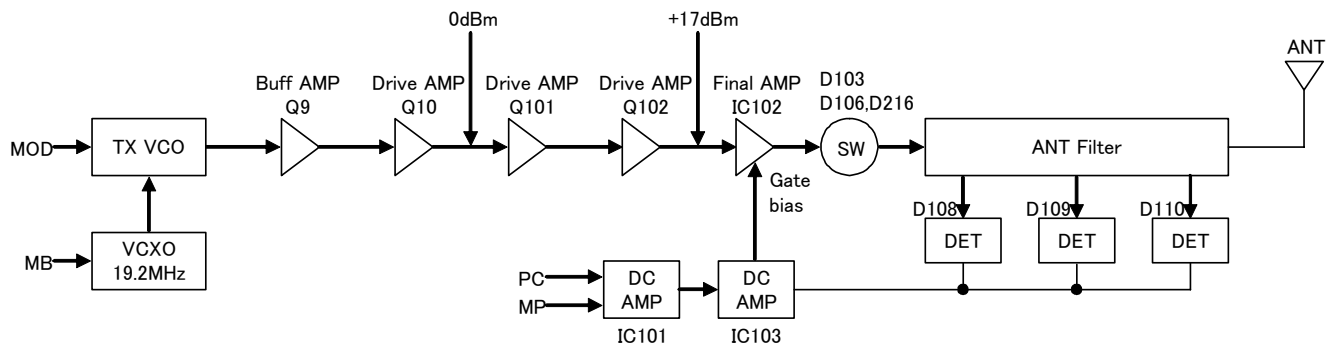 0dBm
+17dBm
ANT
Buff AMP
Q9
Drive AMP
Q10
Drive AMP
Q101
Drive AMP
Q102
Final AMP
IC102
D103
D106,D216
MOD
TX VCO
SW
ANT Filter
Gate
bias
D108
DET
D109
DET
D110
DET
MB
VCXO
19.2MHz
PC
MP
DC
AMP
IC101
DC
AMP
IC103